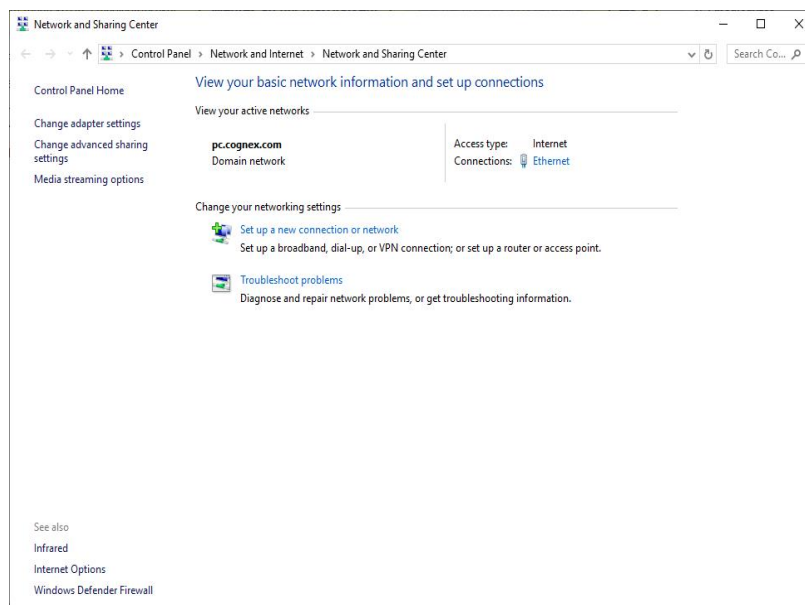 Network and Sharing Center
Control Panel > Network and Internet > Network and Sharing Center
Search Co...
Control Panel Home
Change adapter settings
Change advanced sharing
settings
Media streaming options
View your basic network information and set up connections
View your active networks
pc.cognex.com
Domain network
Access type: Internet
Connections: Ethernet
Change your networking settings
Set up a new connection or network
Set up a broadband, dial-up, or VPN connection; or set up a router or access point.
Troubleshoot problems
Diagnose and repair network problems, or get troubleshooting information.
See also
Infrared
Internet Options
Windows Defender Firewall